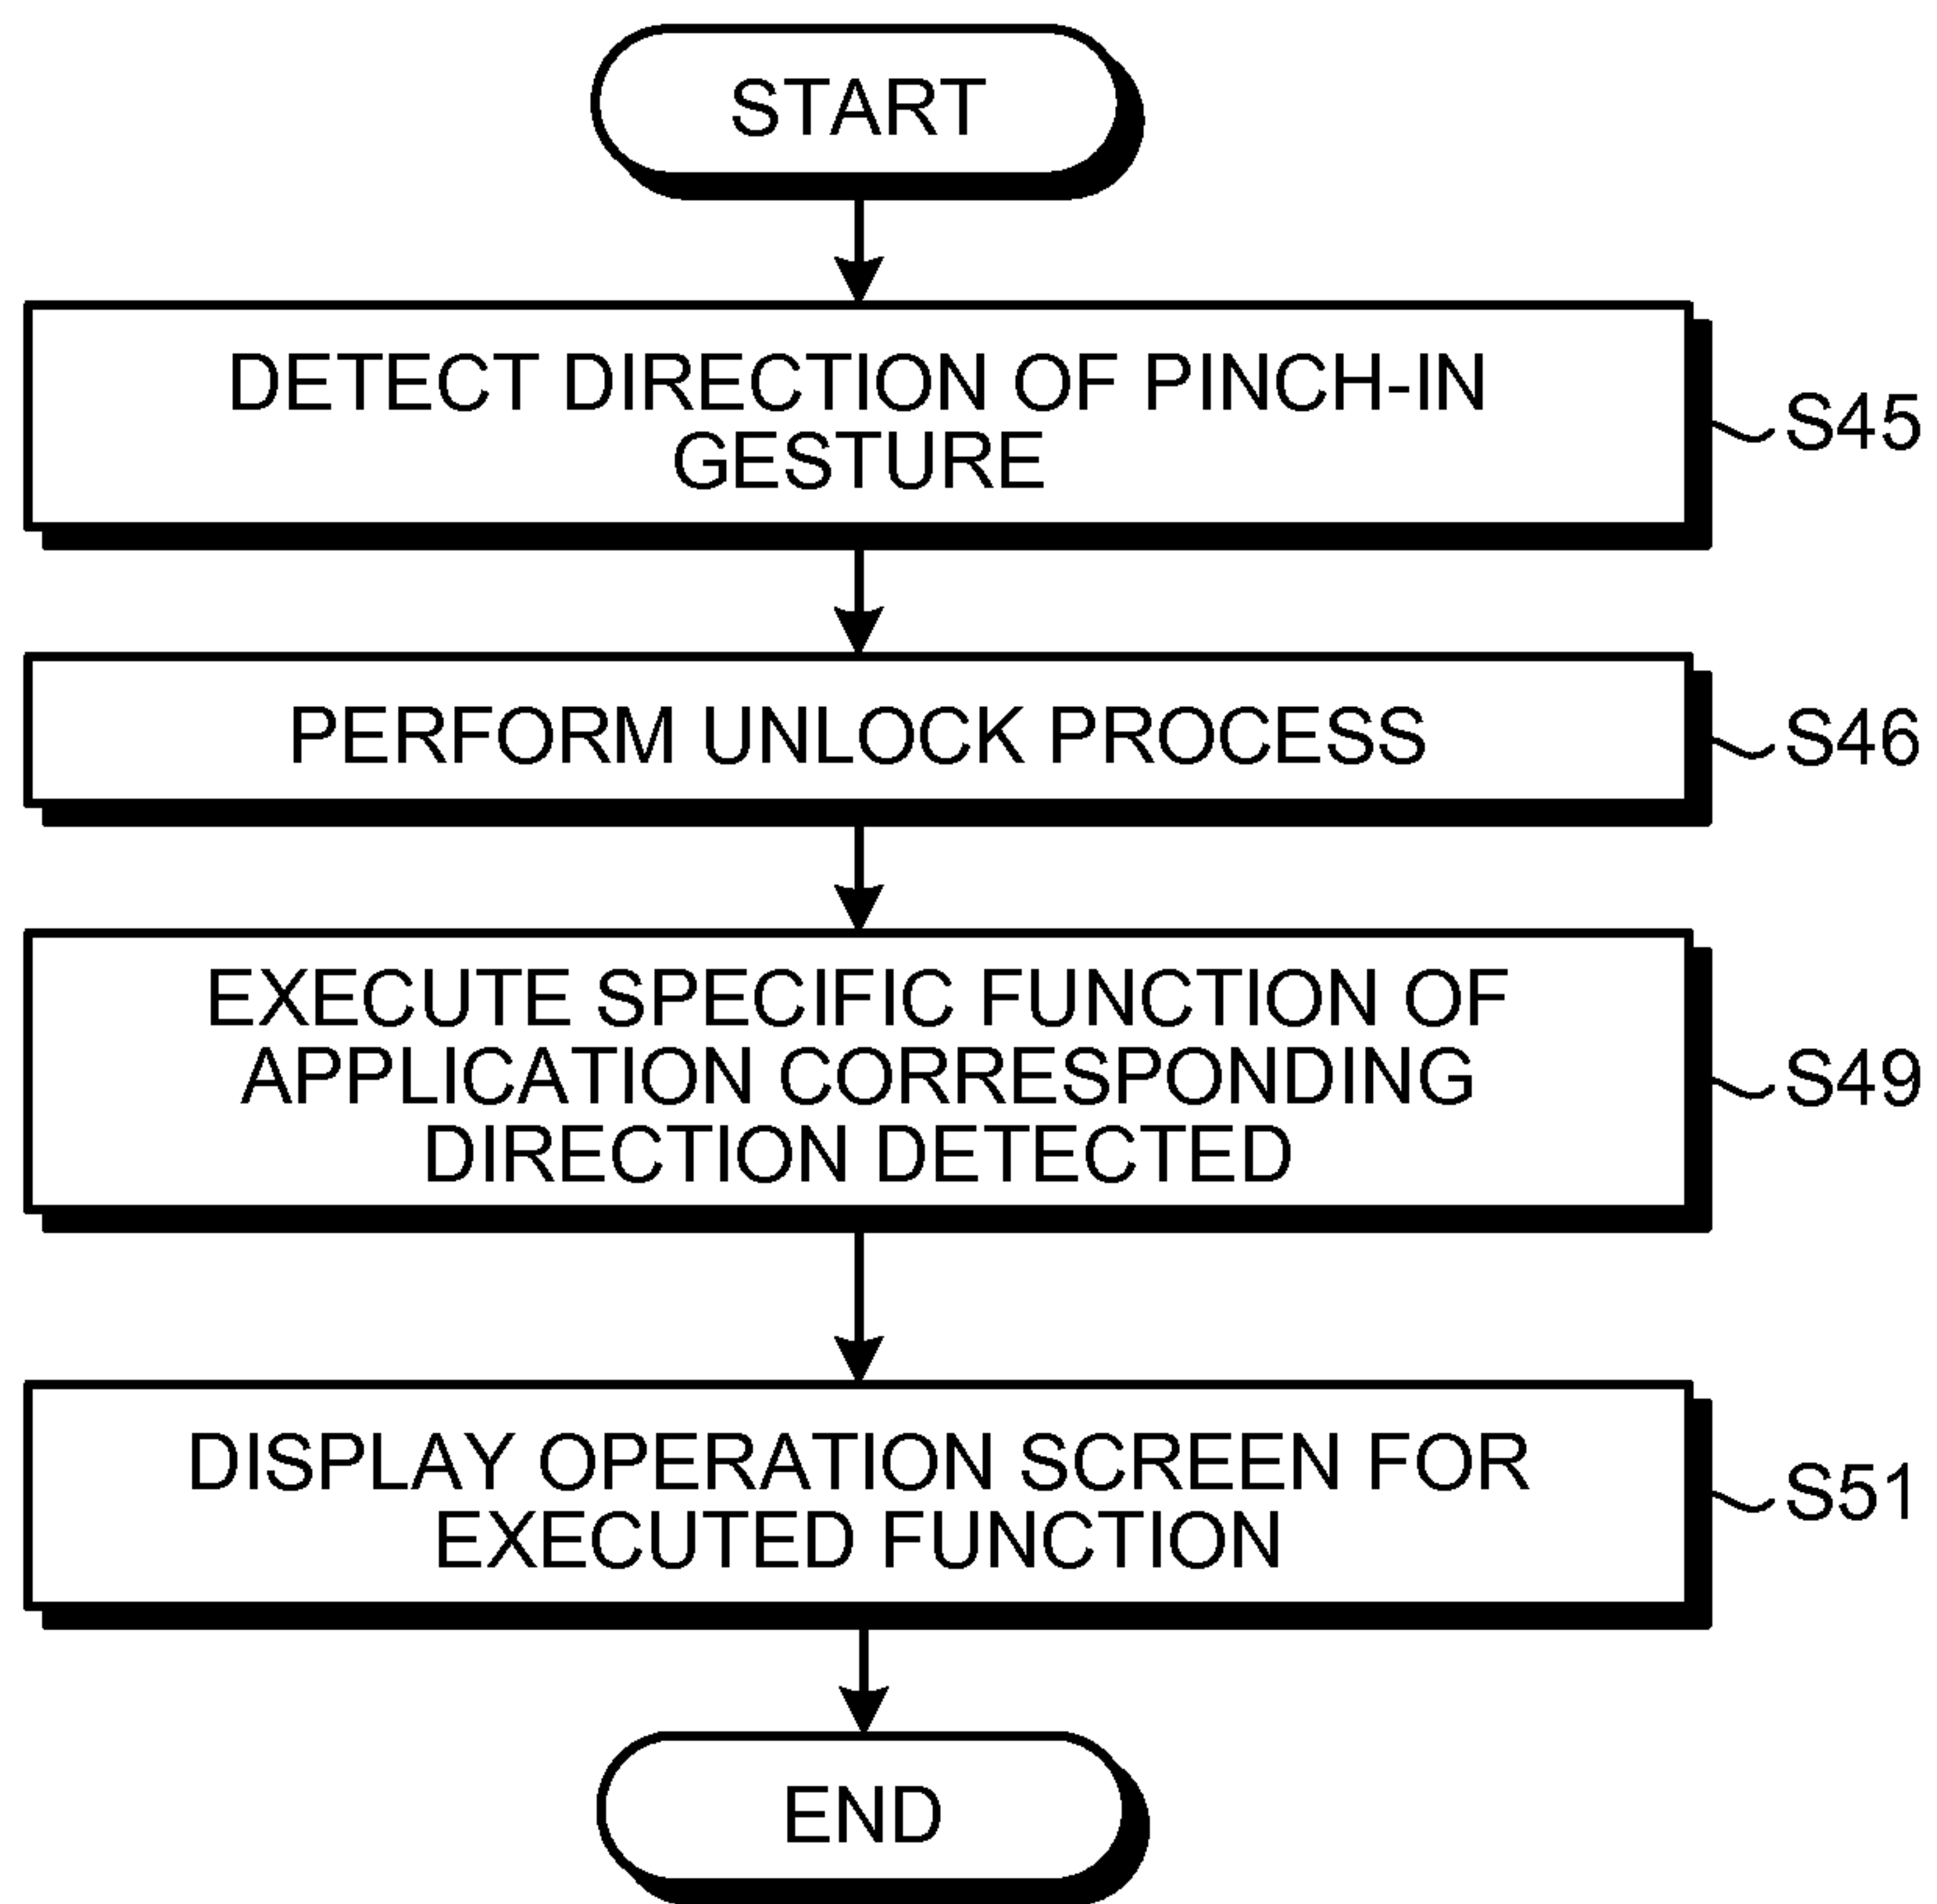 START
DETECT DIRECTION OF PINCH-IN
GESTURE
S45
PERFORM UNLOCK PROCESS
S46
EXECUTE SPECIFIC FUNCTION OF
APPLICATION CORRESPONDING
DIRECTION DETECTED
S49
DISPLAY OPERATION SCREEN FOR
EXECUTED FUNCTION
S51
END